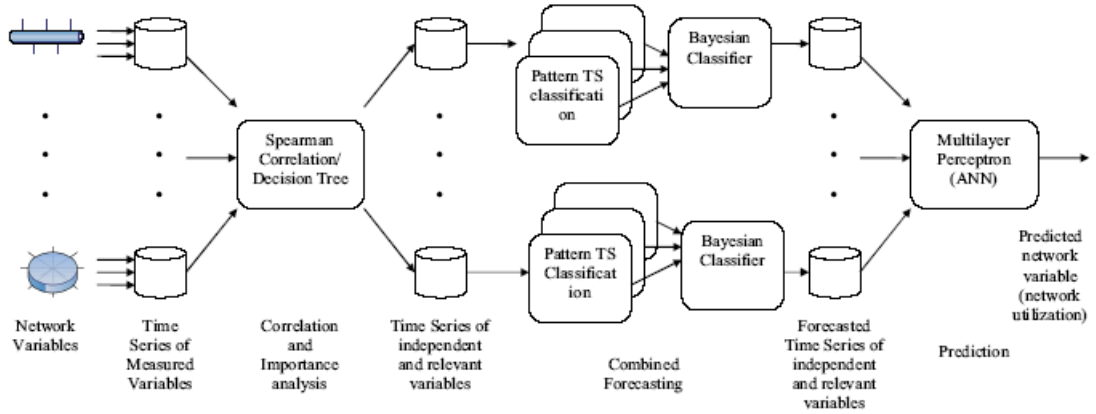 Spearman
Correlation/
Decision Tree
Pattern TS
classificati
on
Bayesian
Classifier
Multilayer
Perceptron
(ANN)
Pattern TS
Classificat
ion
Bayesian
Classifier
Predicted
network
variable
(network
utilization)
Network
Variables
Time
Series of
Measured
Variables
Correlation
and
Importance
analysis
Time Series of
independent
and relevant
variables
Combined
Forecasting
Forecasted
Time Series of
independent
and relevant
variables
Prediction